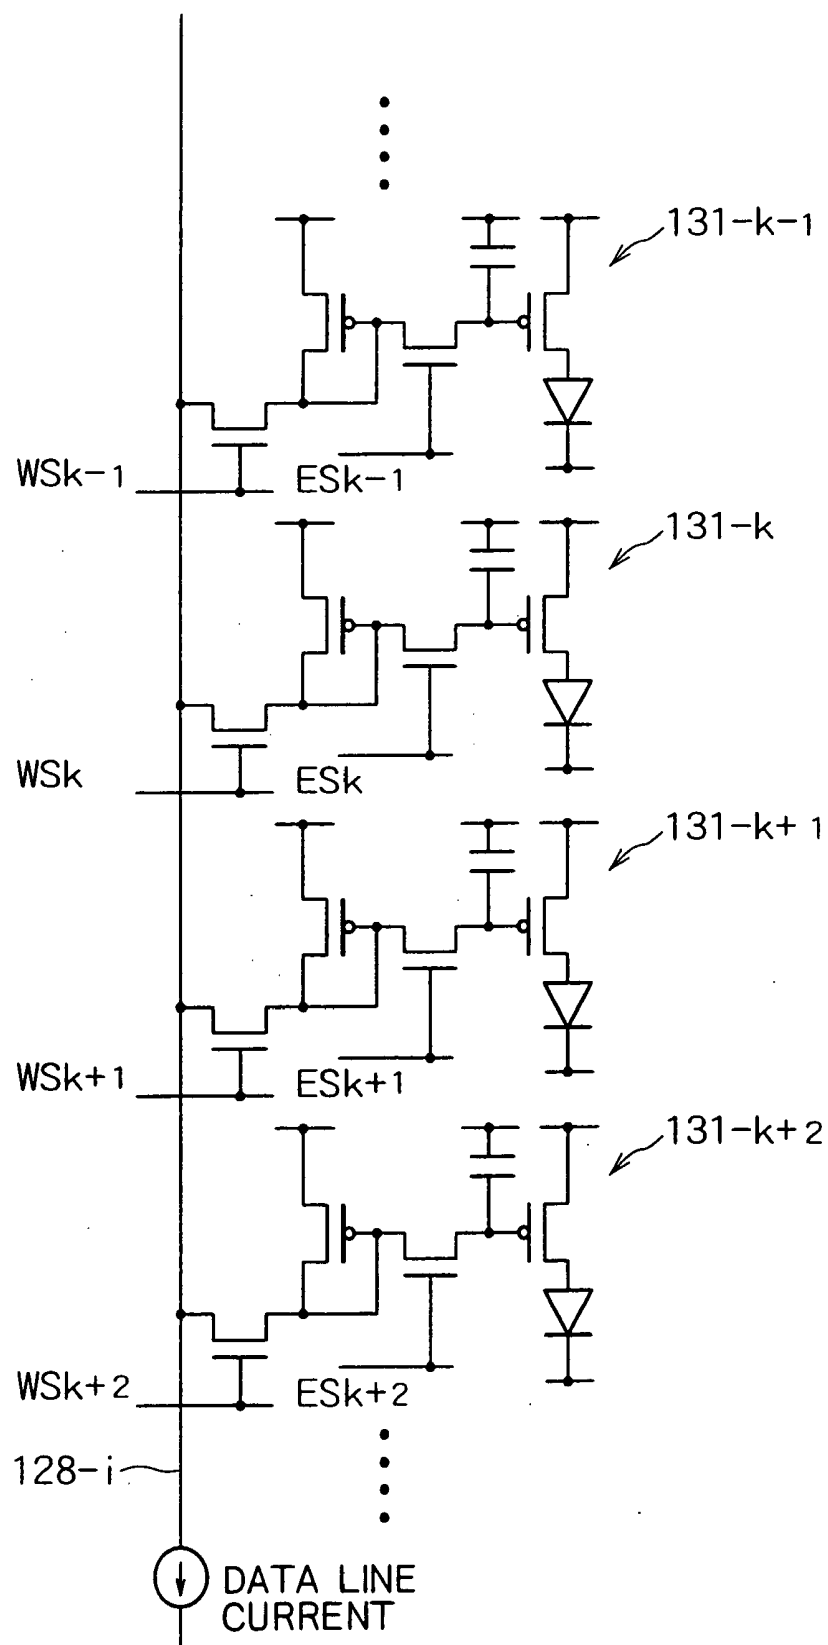 131-k-1
WSk-1
ESk-1
131-k
WSk
ESk
131-k+1
WSk+1
ESk+1
131-k+2
WSk+2
ESk+2
128-i
DATA LINE
CURRENT